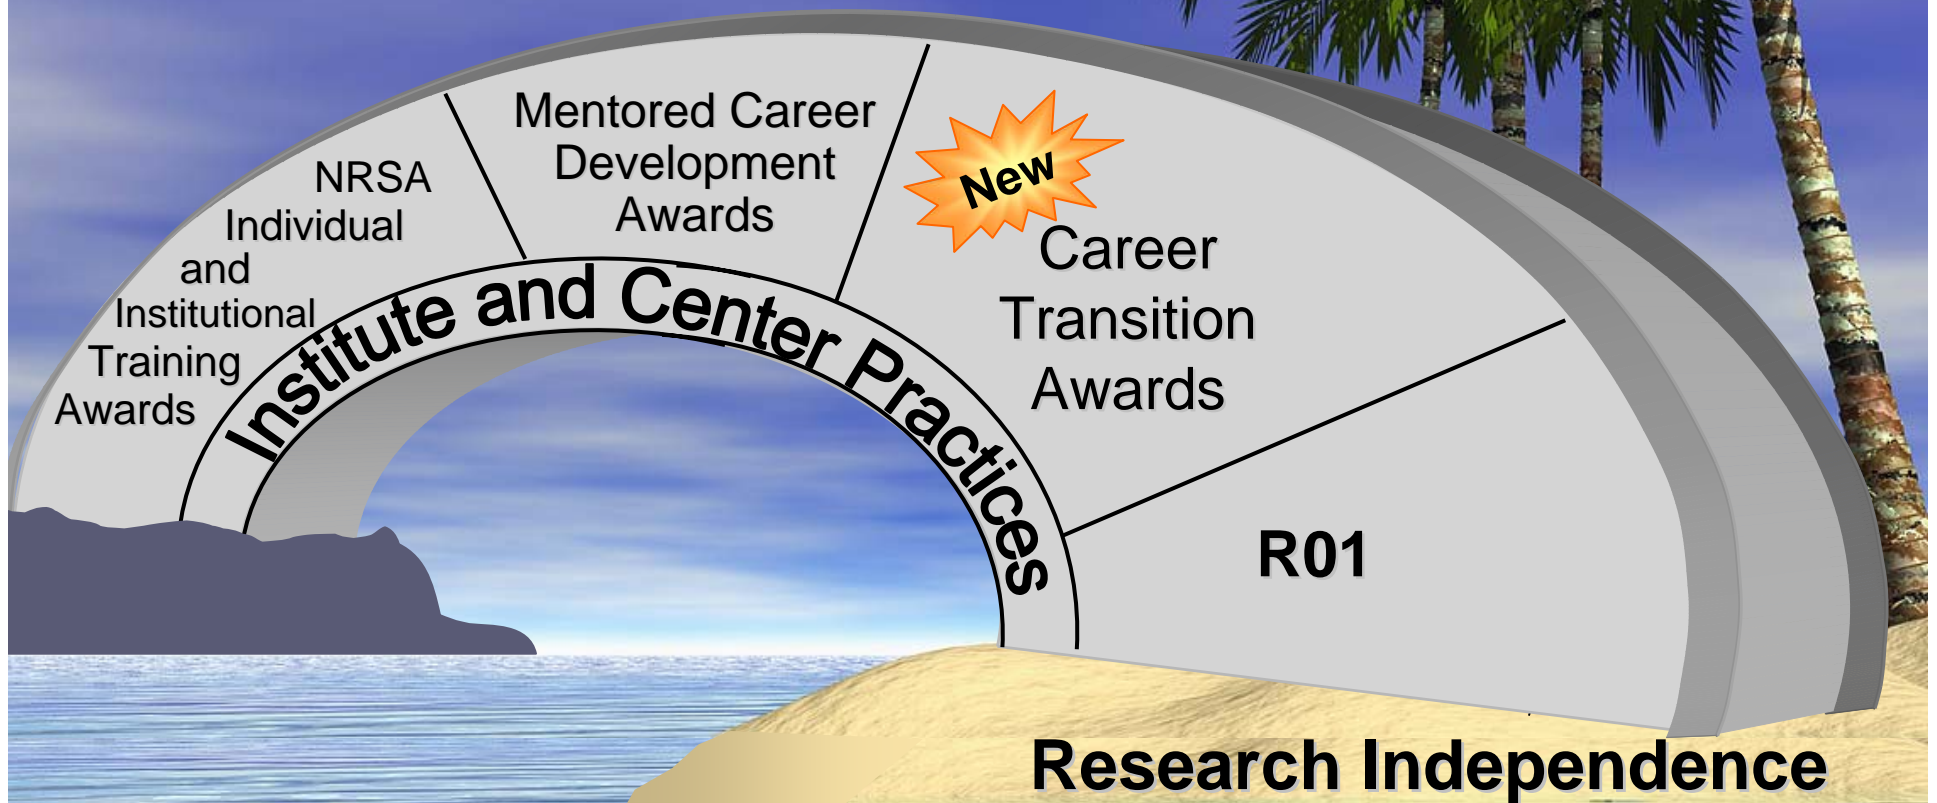 NRSA
Individual
and
Institutional
Training
Awards
Mentored Career
Development
Awards
New
Career
Transition
Awards
Institute and Center Practices
R01
Research Independence